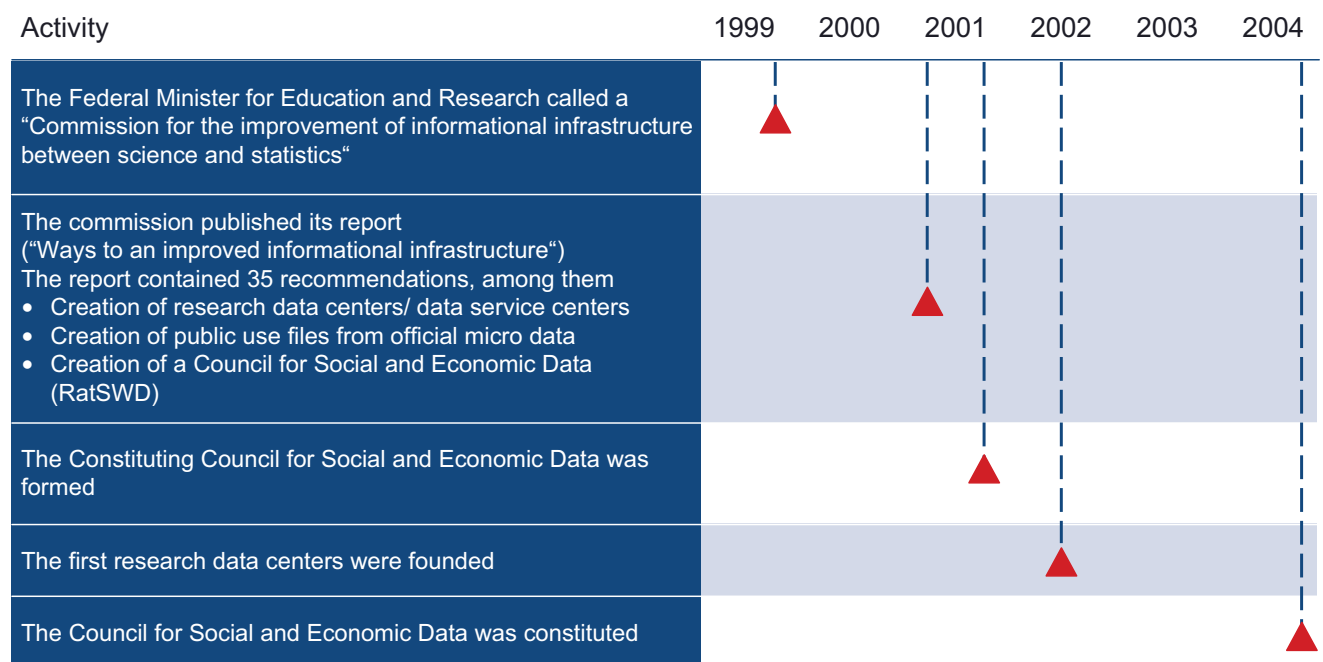 Activity 1999 2000 2001 2002 2003 2004
The Federal Minister for Education and Research called a
“Commission for the improvement of informational infrastructure
between science and statistics“
The commission published its report
(“Ways to an improved informational infrastructure“)
The report contained 35 recommendations, among them
• Creation of research data centers/ data service centers
• Creation of public use files from official micro data
• Creation of a Council for Social and Economic Data
(RatSWD)
The Constituting Council for Social and Economic Data was
formed
The first research data centers were founded
The Council for Social and Economic Data was constituted